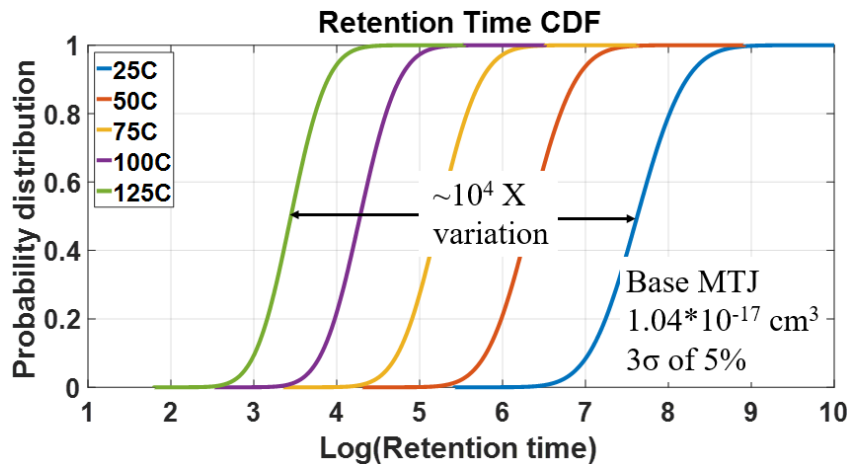 Retention Time CDF
1
0.8
0.6
0.4
0.2
0
Probability distribution
25C
50C
75C
100C
125C
~10⁴ X
variation
Base MTJ
1.04*10⁻¹⁷ cm³
3σ of 5%
1 2 3 4 5 6 7 8 9 10
Log(Retention time)